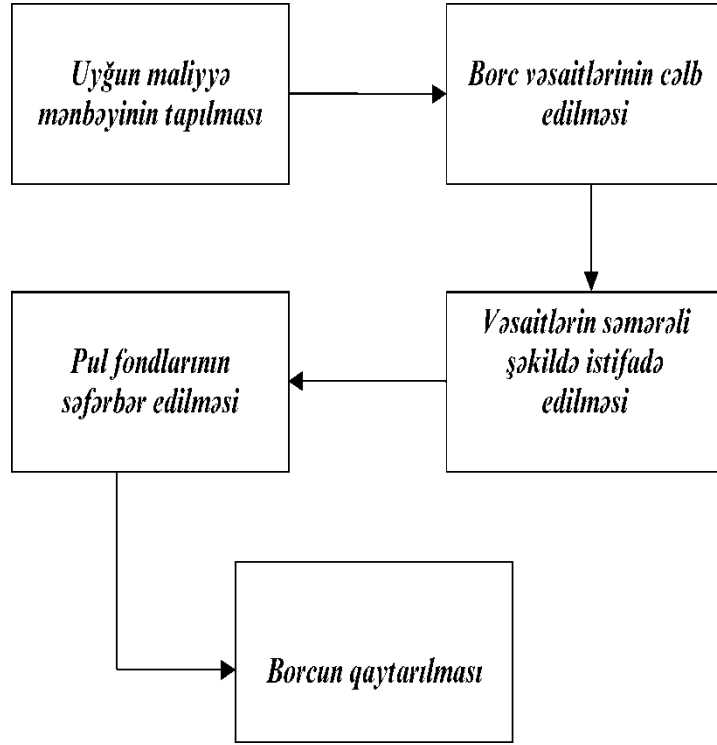 Uyğun maliyyə
mənbəyinin tapılması
Borc vəsaitlərinin cəlb
edilməsi
Vəsaitlərin səmərəli
şəkildə istifadə
edilməsi
Pul fondlarının
səfərbər edilməsi
Borcun qaytarılması